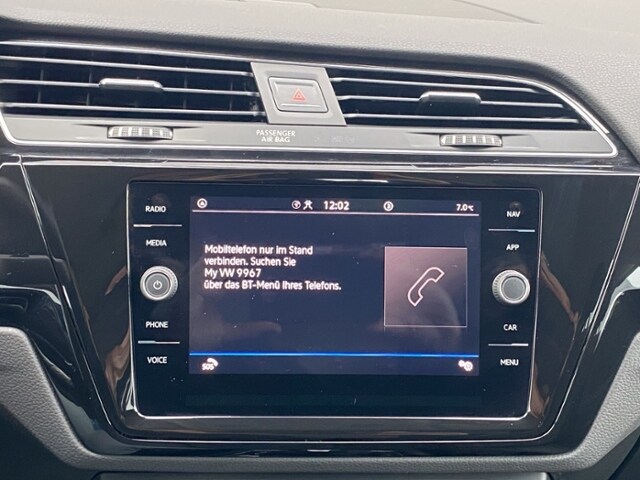 PASSENGER
AIR BAG
RADIO
12:02
7.0°C
NAV
MEDIA
APP
Mobiltelefon nur im Stand
verbinden. Suchen Sie
My VW 9967
über das BT-Menü Ihres Telefons.
PHONE
CAR
VOICE
SOS
MENU